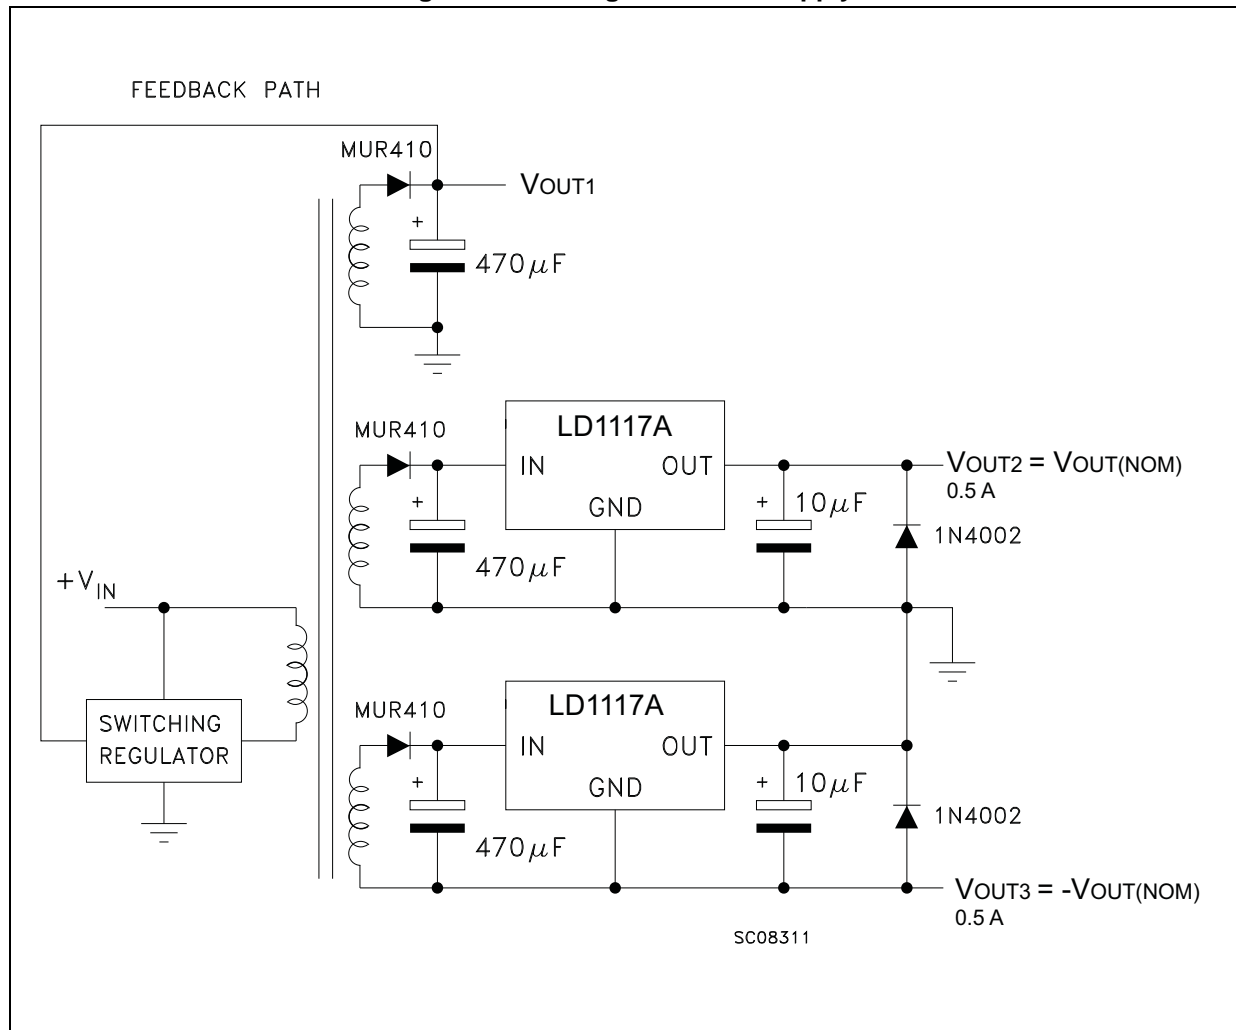 FEEDBACK PATH
MUR410
VOUT1
+
470μF
MUR410
LD1117A
IN
OUT
GND
+
470μF
+
10μF
VOUT2 = VOUT(NOM)
0.5 A
1N4002
+VIN
SWITCHING
REGULATOR
MUR410
LD1117A
IN
OUT
GND
+
470μF
+
10μF
1N4002
VOUT3 = -VOUT(NOM)
0.5 A
SC08311